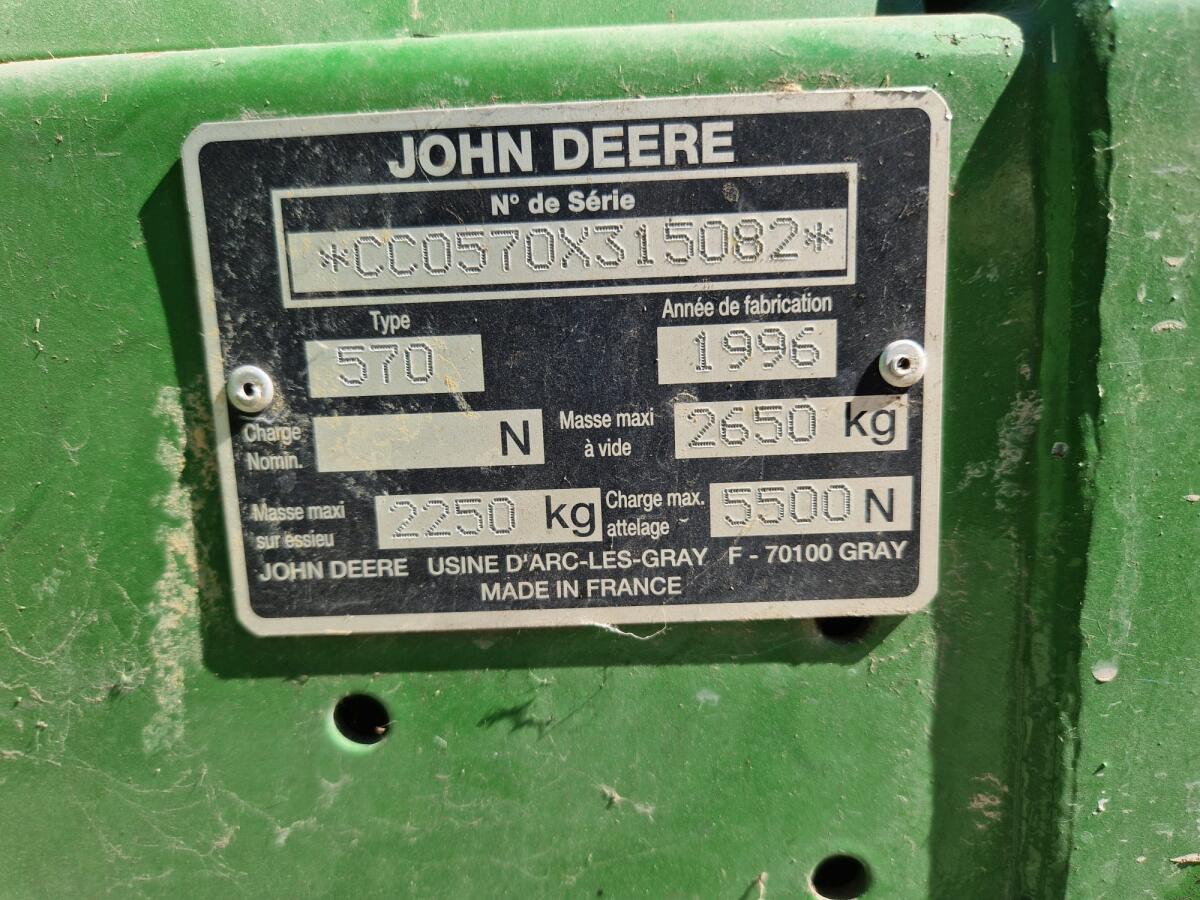 JOHN DEERE
N° de Série
*CC0570X315082*
Type
Année de fabrication
570
1996
Charge Nomin.
N
Masse maxi à vide
2650 kg
Masse maxi sur essieu
2250 kg
Charge max. attelage
5500 N
JOHN DEERE USINE D'ARC-LES-GRAY F - 70100 GRAY
MADE IN FRANCE